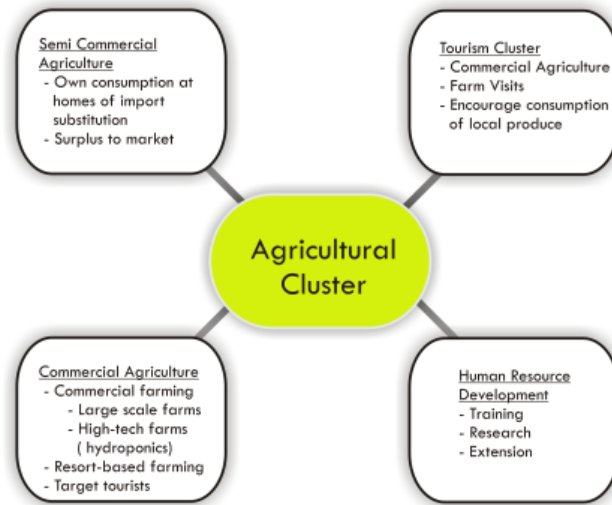 Semi Commercial
Agriculture
- Own consumption at
homes of import
substitution
- Surplus to market
Tourism Cluster
- Commercial Agriculture
- Farm Visits
- Encourage consumption
of local produce
Agricultural
Cluster
Commercial Agriculture
- Commercial farming
- Large scale farms
- High-tech farms
( hydroponics)
- Resort-based farming
- Target tourists
Human Resource
Development
- Training
- Research
- Extension